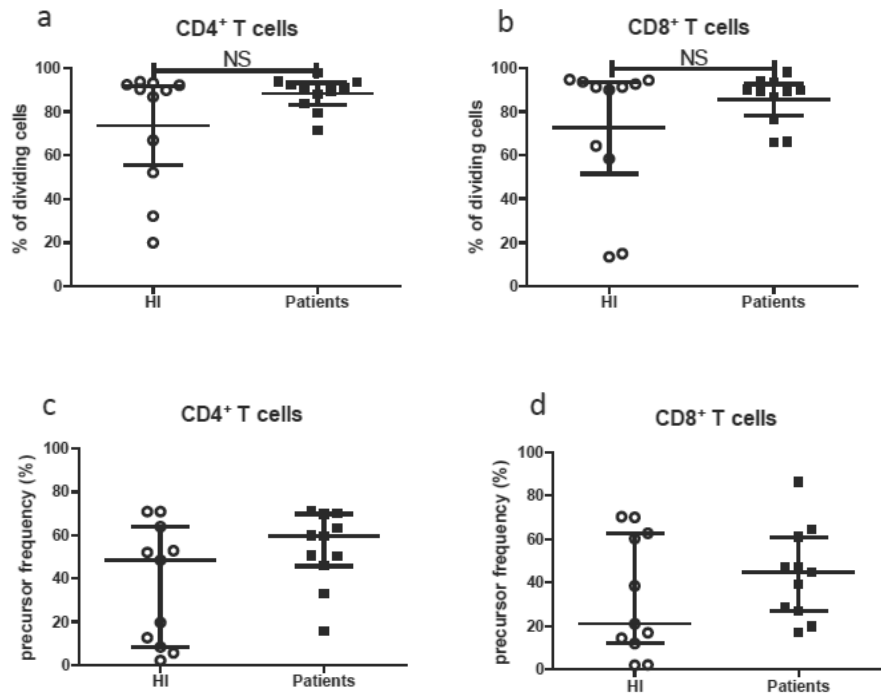 a
CD4⁺ T cells
NS
% of dividing cells
100
80
60
40
20
0
HI
Patients
b
CD8⁺ T cells
NS
% of dividing cells
100
80
60
40
20
0
HI
Patients
c
CD4⁺ T cells
precursor frequency (%)
100
80
60
40
20
0
HI
Patients
d
CD8⁺ T cells
precursor frequency (%)
100
80
60
40
20
0
HI
Patients